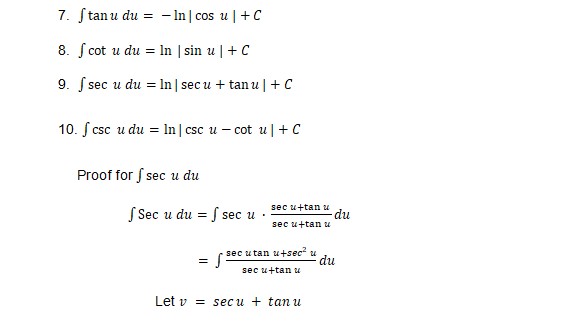 7. ∫ tan u du = − ln | cos u | + C
8. ∫ cot u du = ln | sin u | + C
9. ∫ sec u du = ln | sec u + tan u | + C
10. ∫ csc u du = ln | csc u − cot u | + C
Proof for ∫ sec u du
∫ Sec u du = ∫ sec u · (sec u+tan u)/(sec u+tan u) du
= ∫ (sec u tan u+sec² u)/(sec u+tan u) du
Let v = sec u + tan u